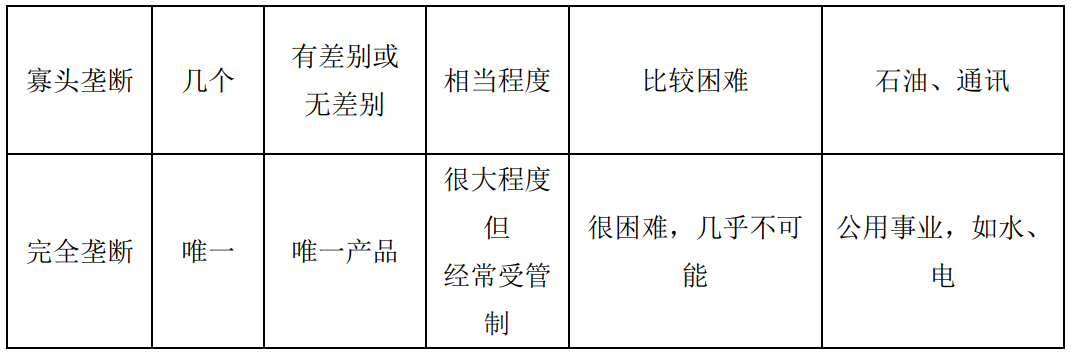 寡头垄断
几个
有差别或
无差别
相当程度
比较困难
石油、通讯
完全垄断
唯一
唯一产品
很大程度
但
经常受管
制
很困难，几乎不可
能
公用事业，如水、
电